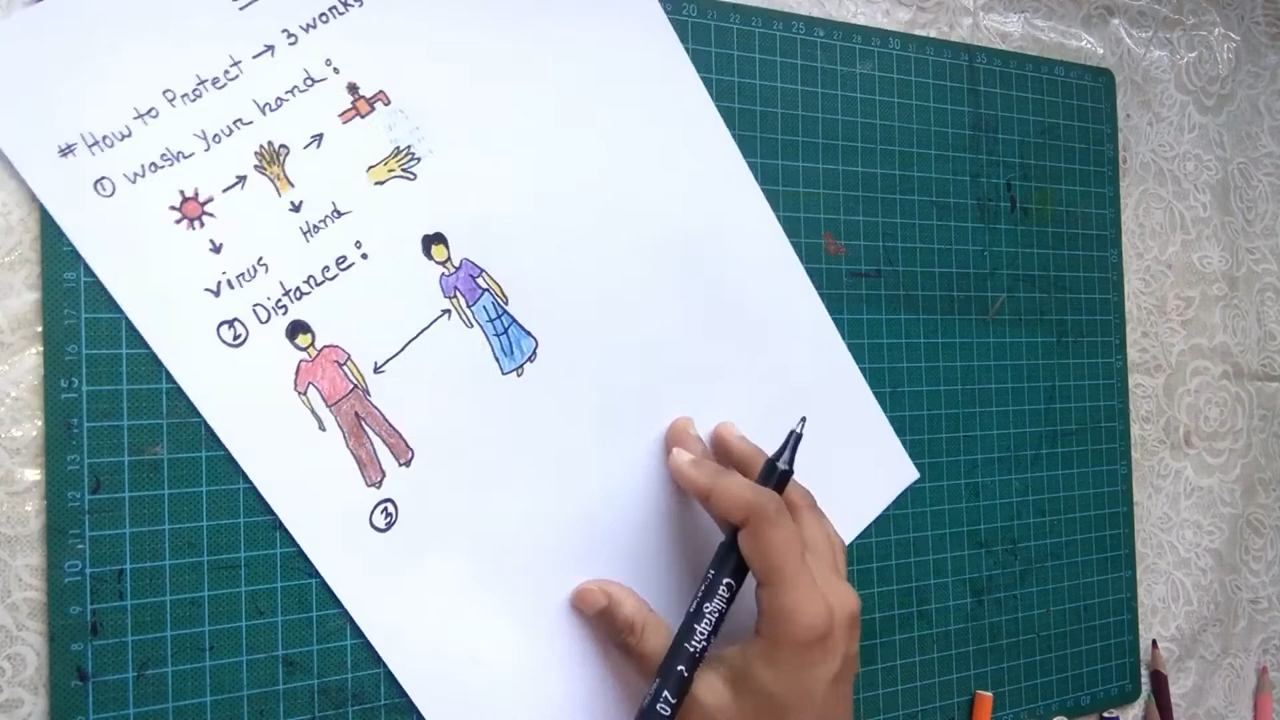 # How to Protect → 3 works
① Wash Your hand:
Hand
virus
② Distance:
③
Calligraphy 2.0